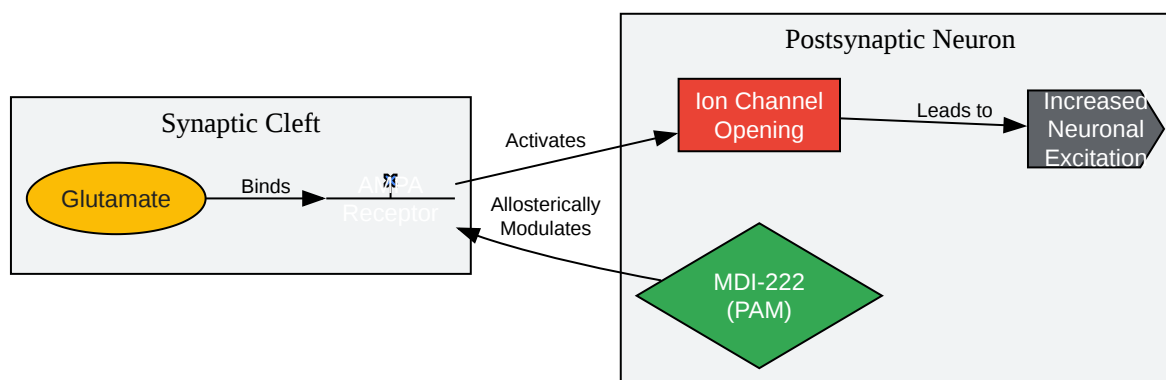 Postsynaptic Neuron
Synaptic Cleft
Glutamate
Binds
AMPA
Receptor
Activates
Allosterically
Modulates
Ion Channel
Opening
Leads to
Increased
Neuronal
Excitation
MDI-222
(PAM)